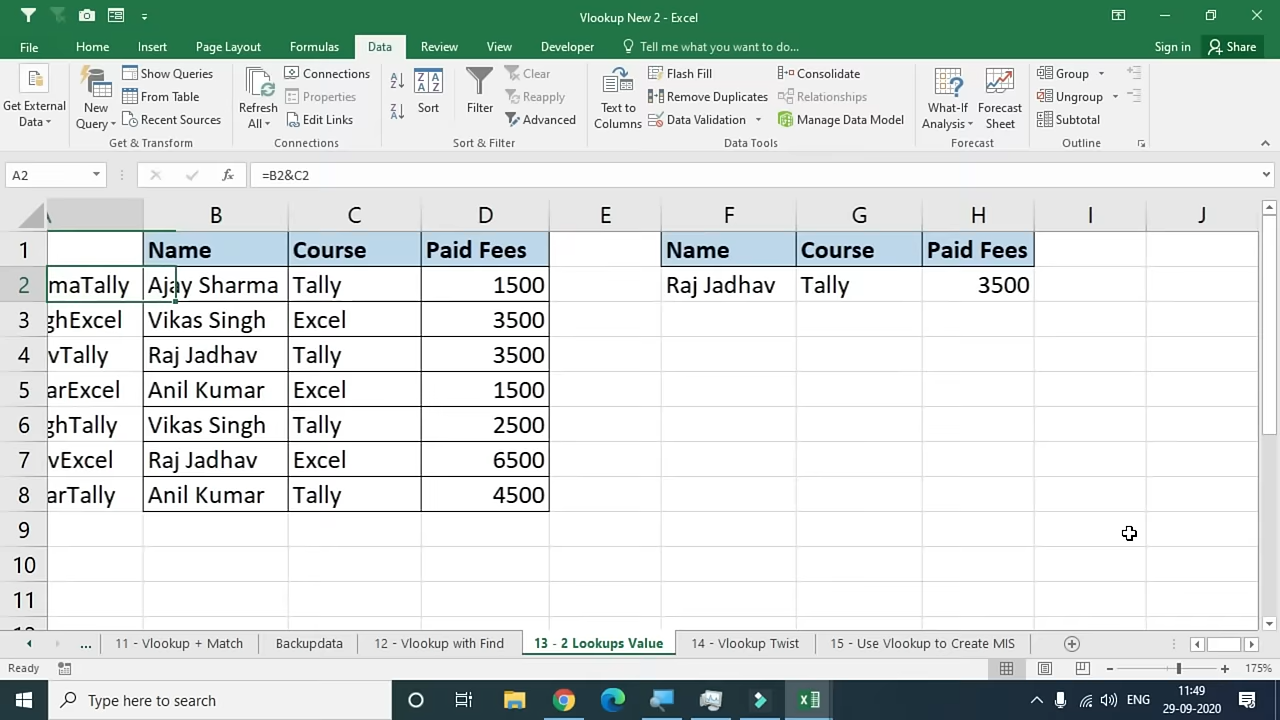 Vlookup New 2 - Excel
File Home Insert Page Layout Formulas Data Review View Developer Tell me what you want to do... Sign in Share
Get External Data
New Query
Show Queries
From Table
Recent Sources
Get & Transform
Refresh All
Connections
Properties
Edit Links
Connections
Sort
Filter
Clear
Reapply
Advanced
Sort & Filter
Text to Columns
Flash Fill
Remove Duplicates
Data Validation
Consolidate
Relationships
Manage Data Model
Data Tools
What-If Analysis
Forecast Sheet
Forecast
Group
Ungroup
Subtotal
Outline
A2 fx =B2&C2
A B C D E F G H I J
1 Name Course Paid Fees Name Course Paid Fees
2 maTally Ajay Sharma Tally 1500 Raj Jadhav Tally 3500
3 ghExcel Vikas Singh Excel 3500
4 vTally Raj Jadhav Tally 3500
5 arExcel Anil Kumar Excel 1500
6 ghTally Vikas Singh Tally 2500
7 vExcel Raj Jadhav Excel 6500
8 arTally Anil Kumar Tally 4500
9
10
11
... 11 - Vlookup + Match Backupdata 12 - Vlookup with Find 13 - 2 Lookups Value 14 - Vlookup Twist 15 - Use Vlookup to Create MIS
Ready 175%
Type here to search ENG 11:49
29-09-2020